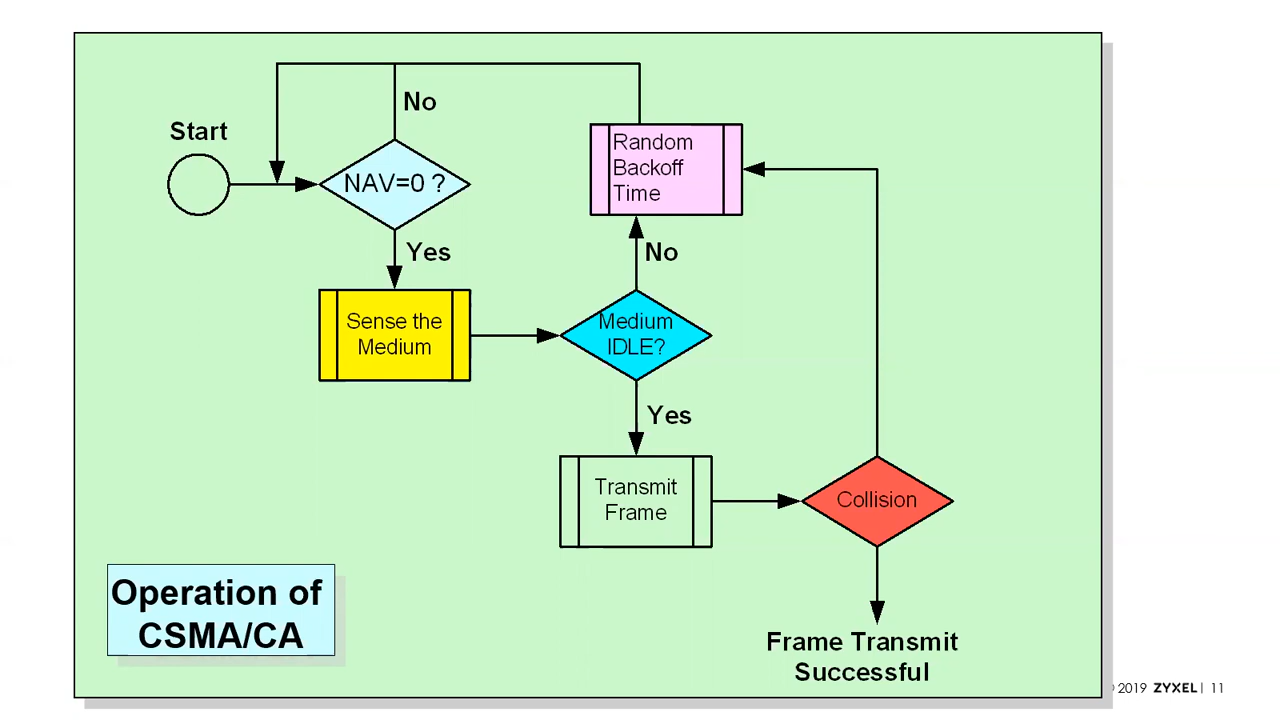 No
Start
Random
Backoff
Time
NAV=0 ?
Yes
No
Sense the
Medium
Medium
IDLE?
Yes
Transmit
Frame
Collision
Operation of
CSMA/CA
Frame Transmit
Successful
© 2019 ZYXEL | 11